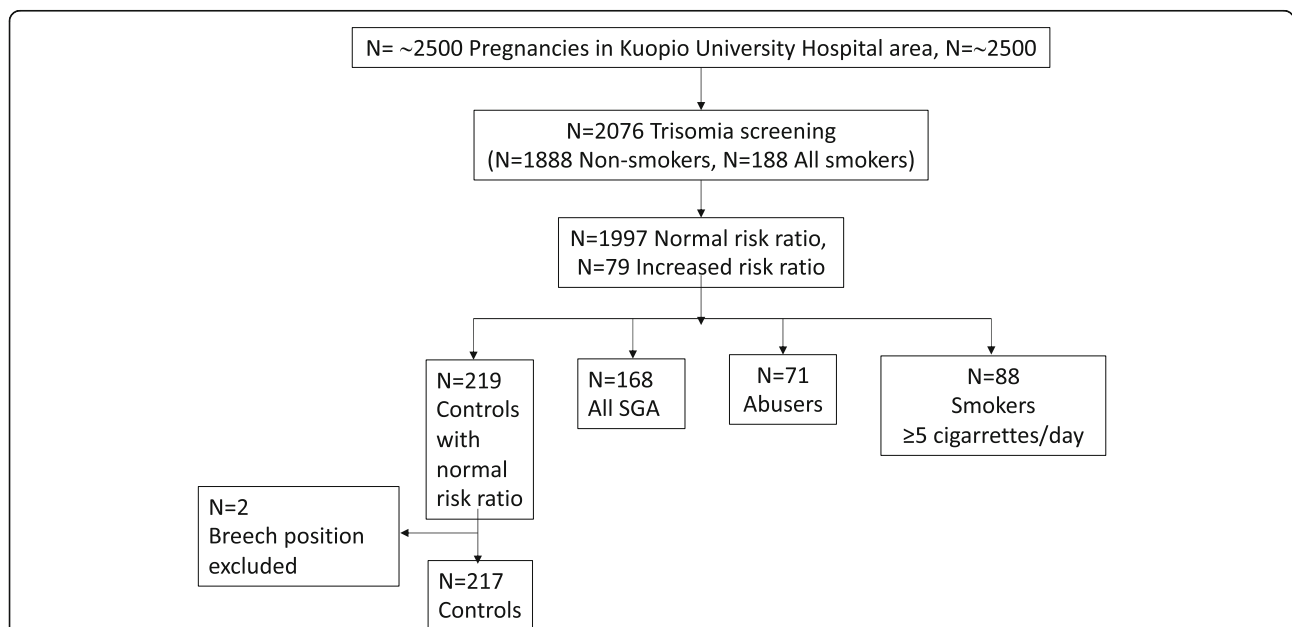 N= ~2500 Pregnancies in Kuopio University Hospital area, N=~2500
N=2076 Trisomia screening
(N=1888 Non-smokers, N=188 All smokers)
N=1997 Normal risk ratio,
N=79 Increased risk ratio
N=219
Controls
with
normal
risk ratio
N=168
All SGA
N=71
Abusers
N=88
Smokers
≥5 cigarrettes/day
N=2
Breech position
excluded
N=217
Controls